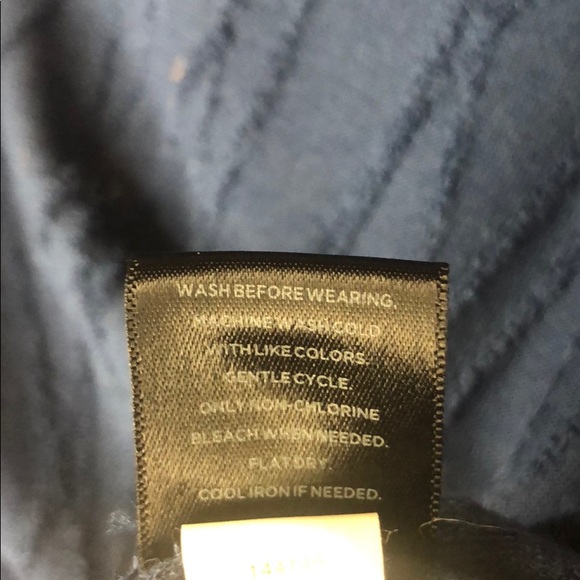 WASH BEFORE WEARING.
MACHINE WASH COLD
WITH LIKE COLORS.
GENTLE CYCLE.
ONLY NON-CHLORINE
BLEACH WHEN NEEDED.
FLAT DRY.
COOL IRON IF NEEDED.